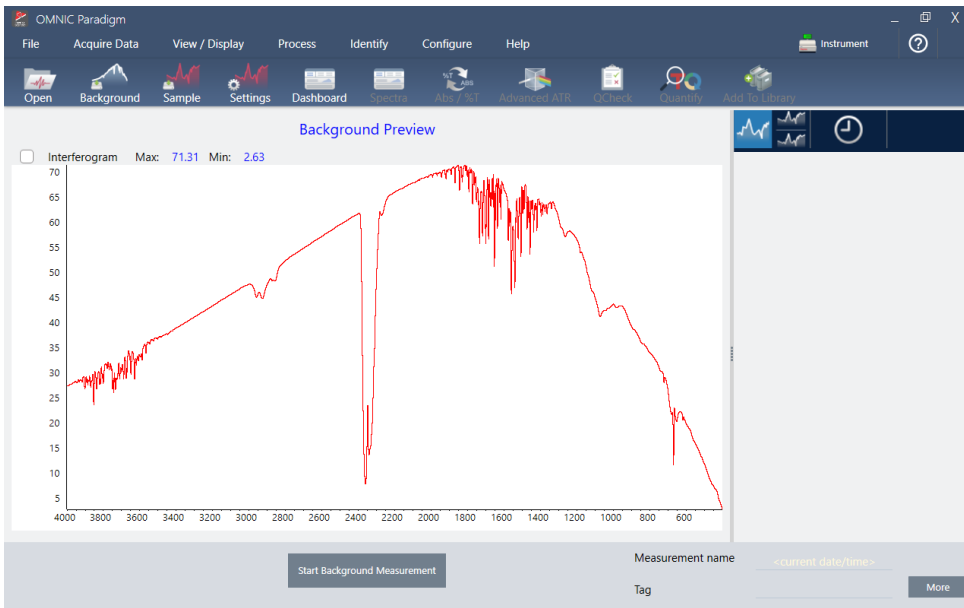 OMNIC Paradigm
File Acquire Data View / Display Process Identify Configure Help Instrument
Open Background Sample Settings Dashboard Spectra Abs / %T Advanced ATR QCheck Quantify Add To Library
%T ABS
Background Preview
Interferogram Max: 71.31 Min: 2.63
70
65
60
55
50
45
40
35
30
25
20
15
10
5
4000 3800 3600 3400 3200 3000 2800 2600 2400 2200 2000 1800 1600 1400 1200 1000 800 600
Start Background Measurement
Measurement name <current date/time>
Tag
More